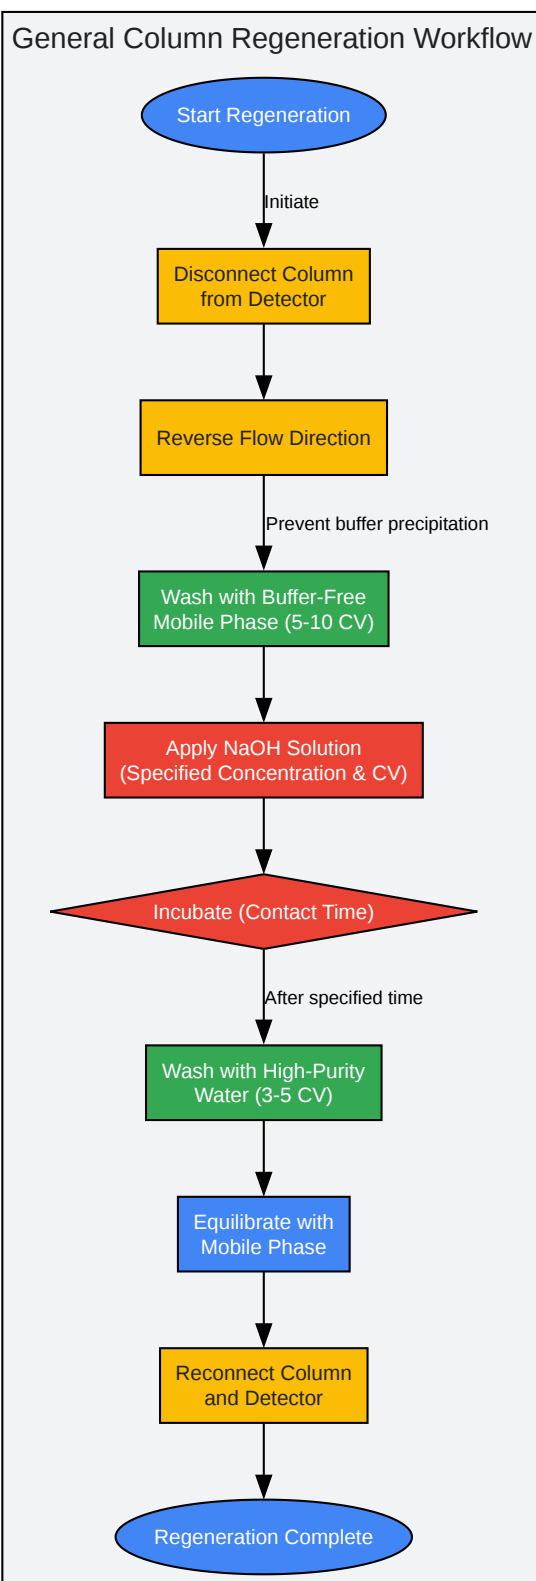 General Column Regeneration Workflow
Start Regeneration
Initiate
Disconnect Column
from Detector
Reverse Flow Direction
Prevent buffer precipitation
Wash with Buffer-Free
Mobile Phase (5-10 CV)
Apply NaOH Solution
(Specified Concentration & CV)
Incubate (Contact Time)
After specified time
Wash with High-Purity
Water (3-5 CV)
Equilibrate with
Mobile Phase
Reconnect Column
and Detector
Regeneration Complete